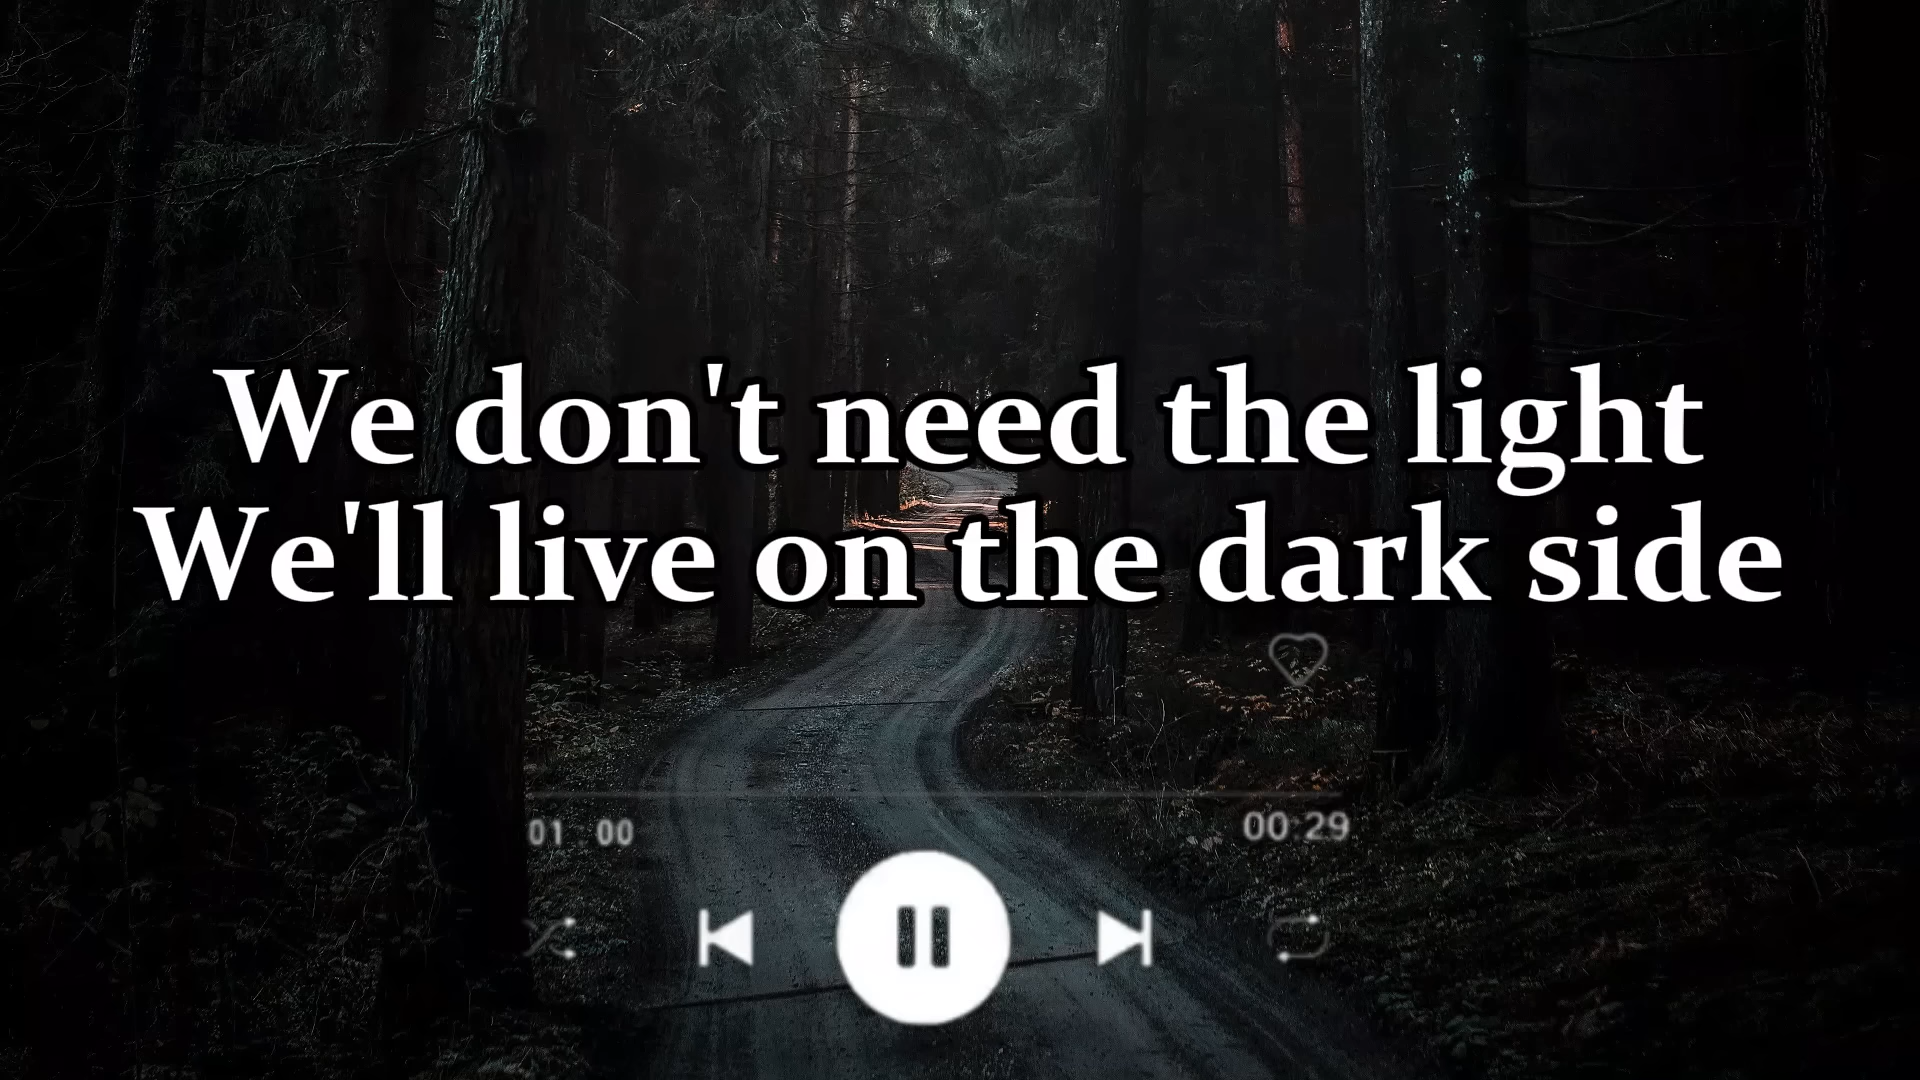 We don't need the light
We'll live on the dark side
01 : 00
00:29